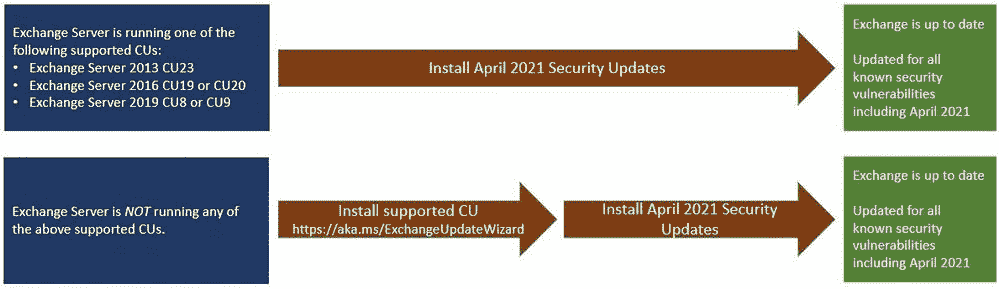 Exchange Server is running one of the
following supported CUs:
• Exchange Server 2013 CU23
• Exchange Server 2016 CU19 or CU20
• Exchange Server 2019 CU8 or CU9
Install April 2021 Security Updates
Exchange is up to date
Updated for all
known security
vulnerabilities
including April 2021
Exchange Server is NOT running any of
the above supported CUs.
Install supported CU
https://aka.ms/ExchangeUpdateWizard
Install April 2021 Security
Updates
Exchange is up to date
Updated for all
known security
vulnerabilities
including April 2021